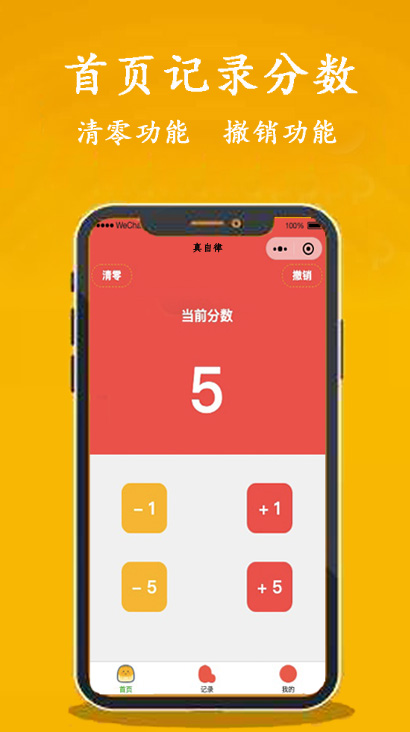 首页记录分数
清零功能 撤销功能
WeCha 100%
真自律
清零 撤销
当前分数
5
－1 ＋1
－5 ＋5
首页 记录 我的